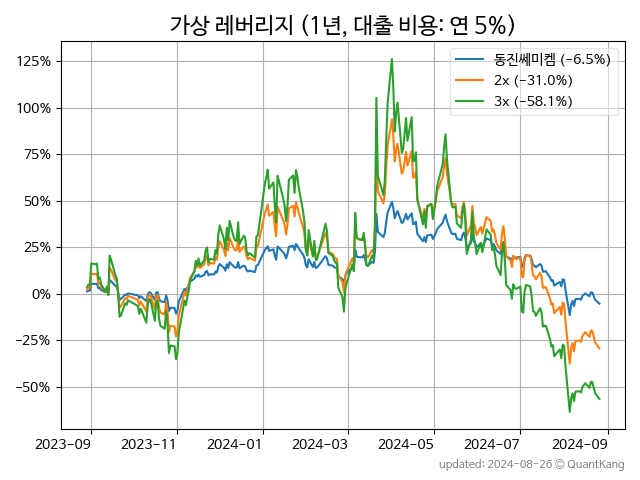 가상 레버리지 (1년, 대출 비용: 연 5%)
동진쎄미켐 (−6.5%)
2x (−31.0%)
3x (−58.1%)
125%
100%
75%
50%
25%
0%
−25%
−50%
2023-09 2023-11 2024-01 2024-03 2024-05 2024-07 2024-09
updated: 2024-08-26 © QuantKang